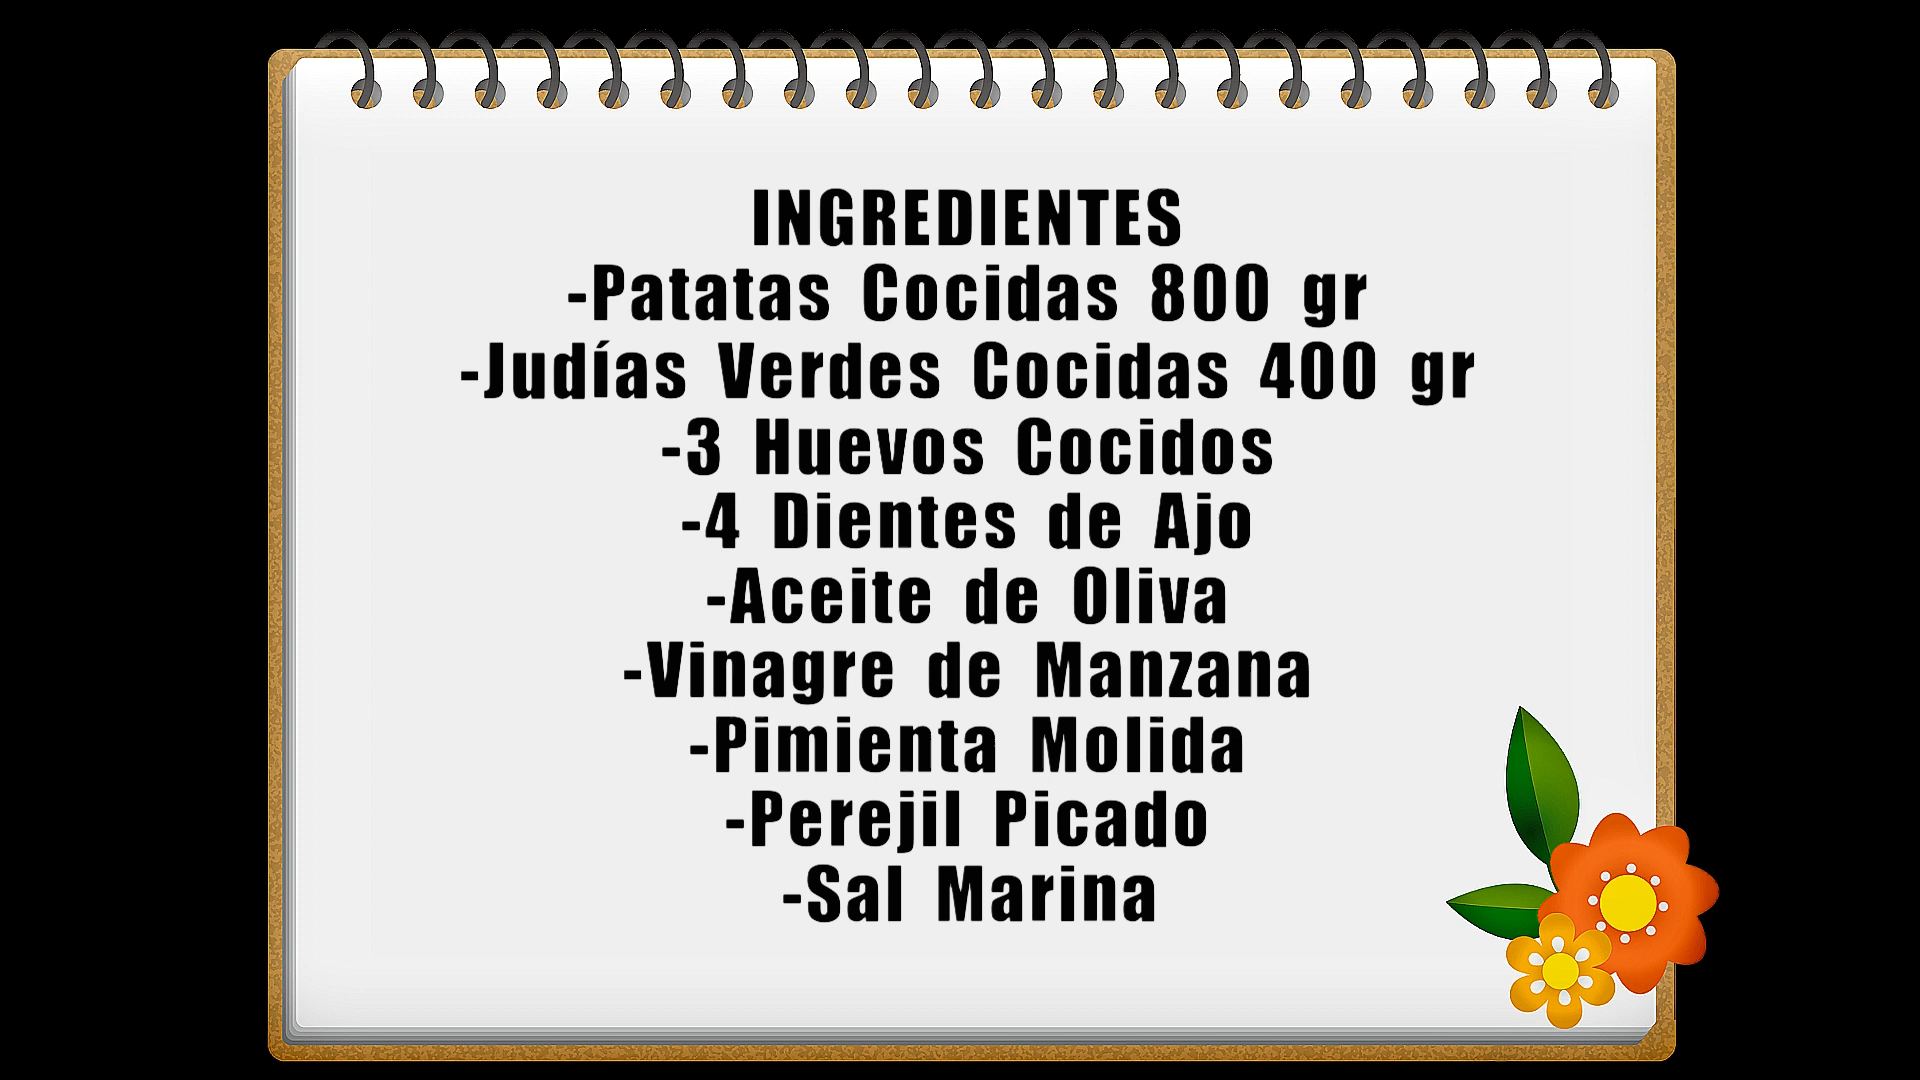 INGREDIENTES
-Patatas Cocidas 800 gr
-Judías Verdes Cocidas 400 gr
-3 Huevos Cocidos
-4 Dientes de Ajo
-Aceite de Oliva
-Vinagre de Manzana
-Pimienta Molida
-Perejil Picado
-Sal Marina